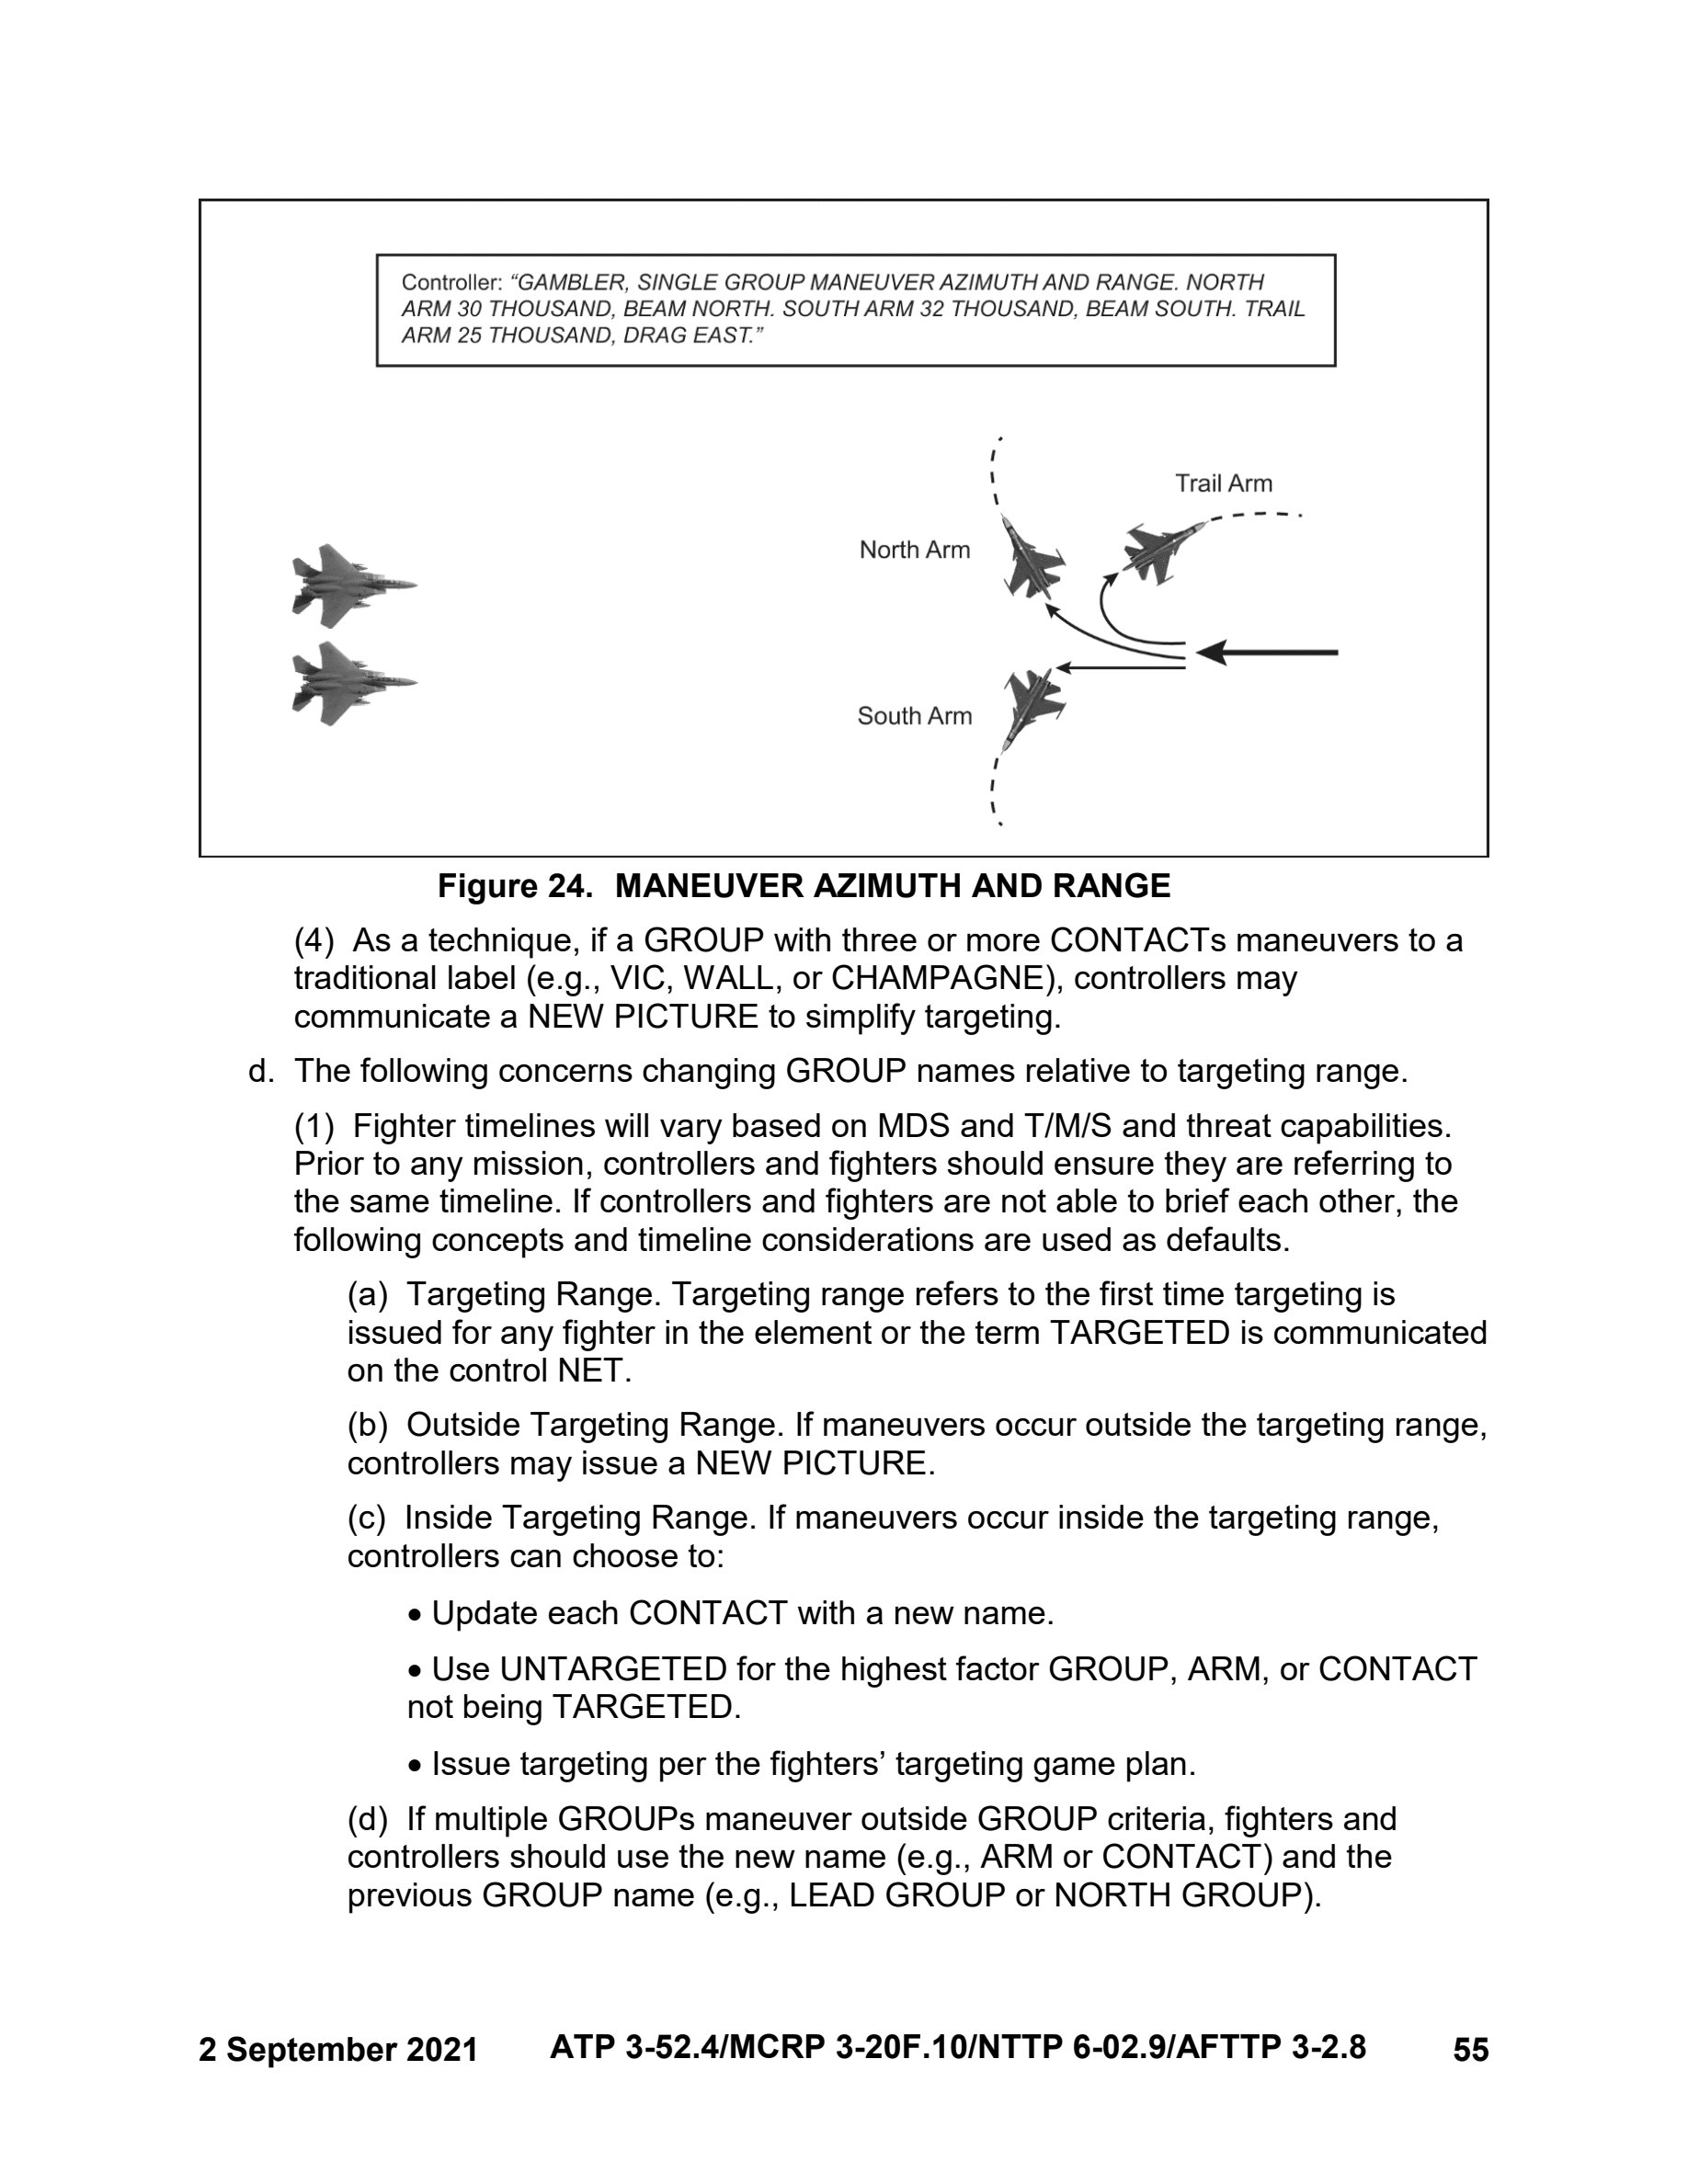 Controller: “GAMBLER, SINGLE GROUP MANEUVER AZIMUTH AND RANGE. NORTH
ARM 30 THOUSAND, BEAM NORTH. SOUTH ARM 32 THOUSAND, BEAM SOUTH. TRAIL
ARM 25 THOUSAND, DRAG EAST.”
Trail Arm
North Arm
South Arm
Figure 24. MANEUVER AZIMUTH AND RANGE
(4) As a technique, if a GROUP with three or more CONTACTs maneuvers to a
traditional label (e.g., VIC, WALL, or CHAMPAGNE), controllers may
communicate a NEW PICTURE to simplify targeting.
d. The following concerns changing GROUP names relative to targeting range.
(1) Fighter timelines will vary based on MDS and T/M/S and threat capabilities.
Prior to any mission, controllers and fighters should ensure they are referring to
the same timeline. If controllers and fighters are not able to brief each other, the
following concepts and timeline considerations are used as defaults.
(a) Targeting Range. Targeting range refers to the first time targeting is
issued for any fighter in the element or the term TARGETED is communicated
on the control NET.
(b) Outside Targeting Range. If maneuvers occur outside the targeting range,
controllers may issue a NEW PICTURE.
(c) Inside Targeting Range. If maneuvers occur inside the targeting range,
controllers can choose to:
• Update each CONTACT with a new name.
• Use UNTARGETED for the highest factor GROUP, ARM, or CONTACT
not being TARGETED.
• Issue targeting per the fighters’ targeting game plan.
(d) If multiple GROUPs maneuver outside GROUP criteria, fighters and
controllers should use the new name (e.g., ARM or CONTACT) and the
previous GROUP name (e.g., LEAD GROUP or NORTH GROUP).
2 September 2021 ATP 3-52.4/MCRP 3-20F.10/NTTP 6-02.9/AFTTP 3-2.8 55